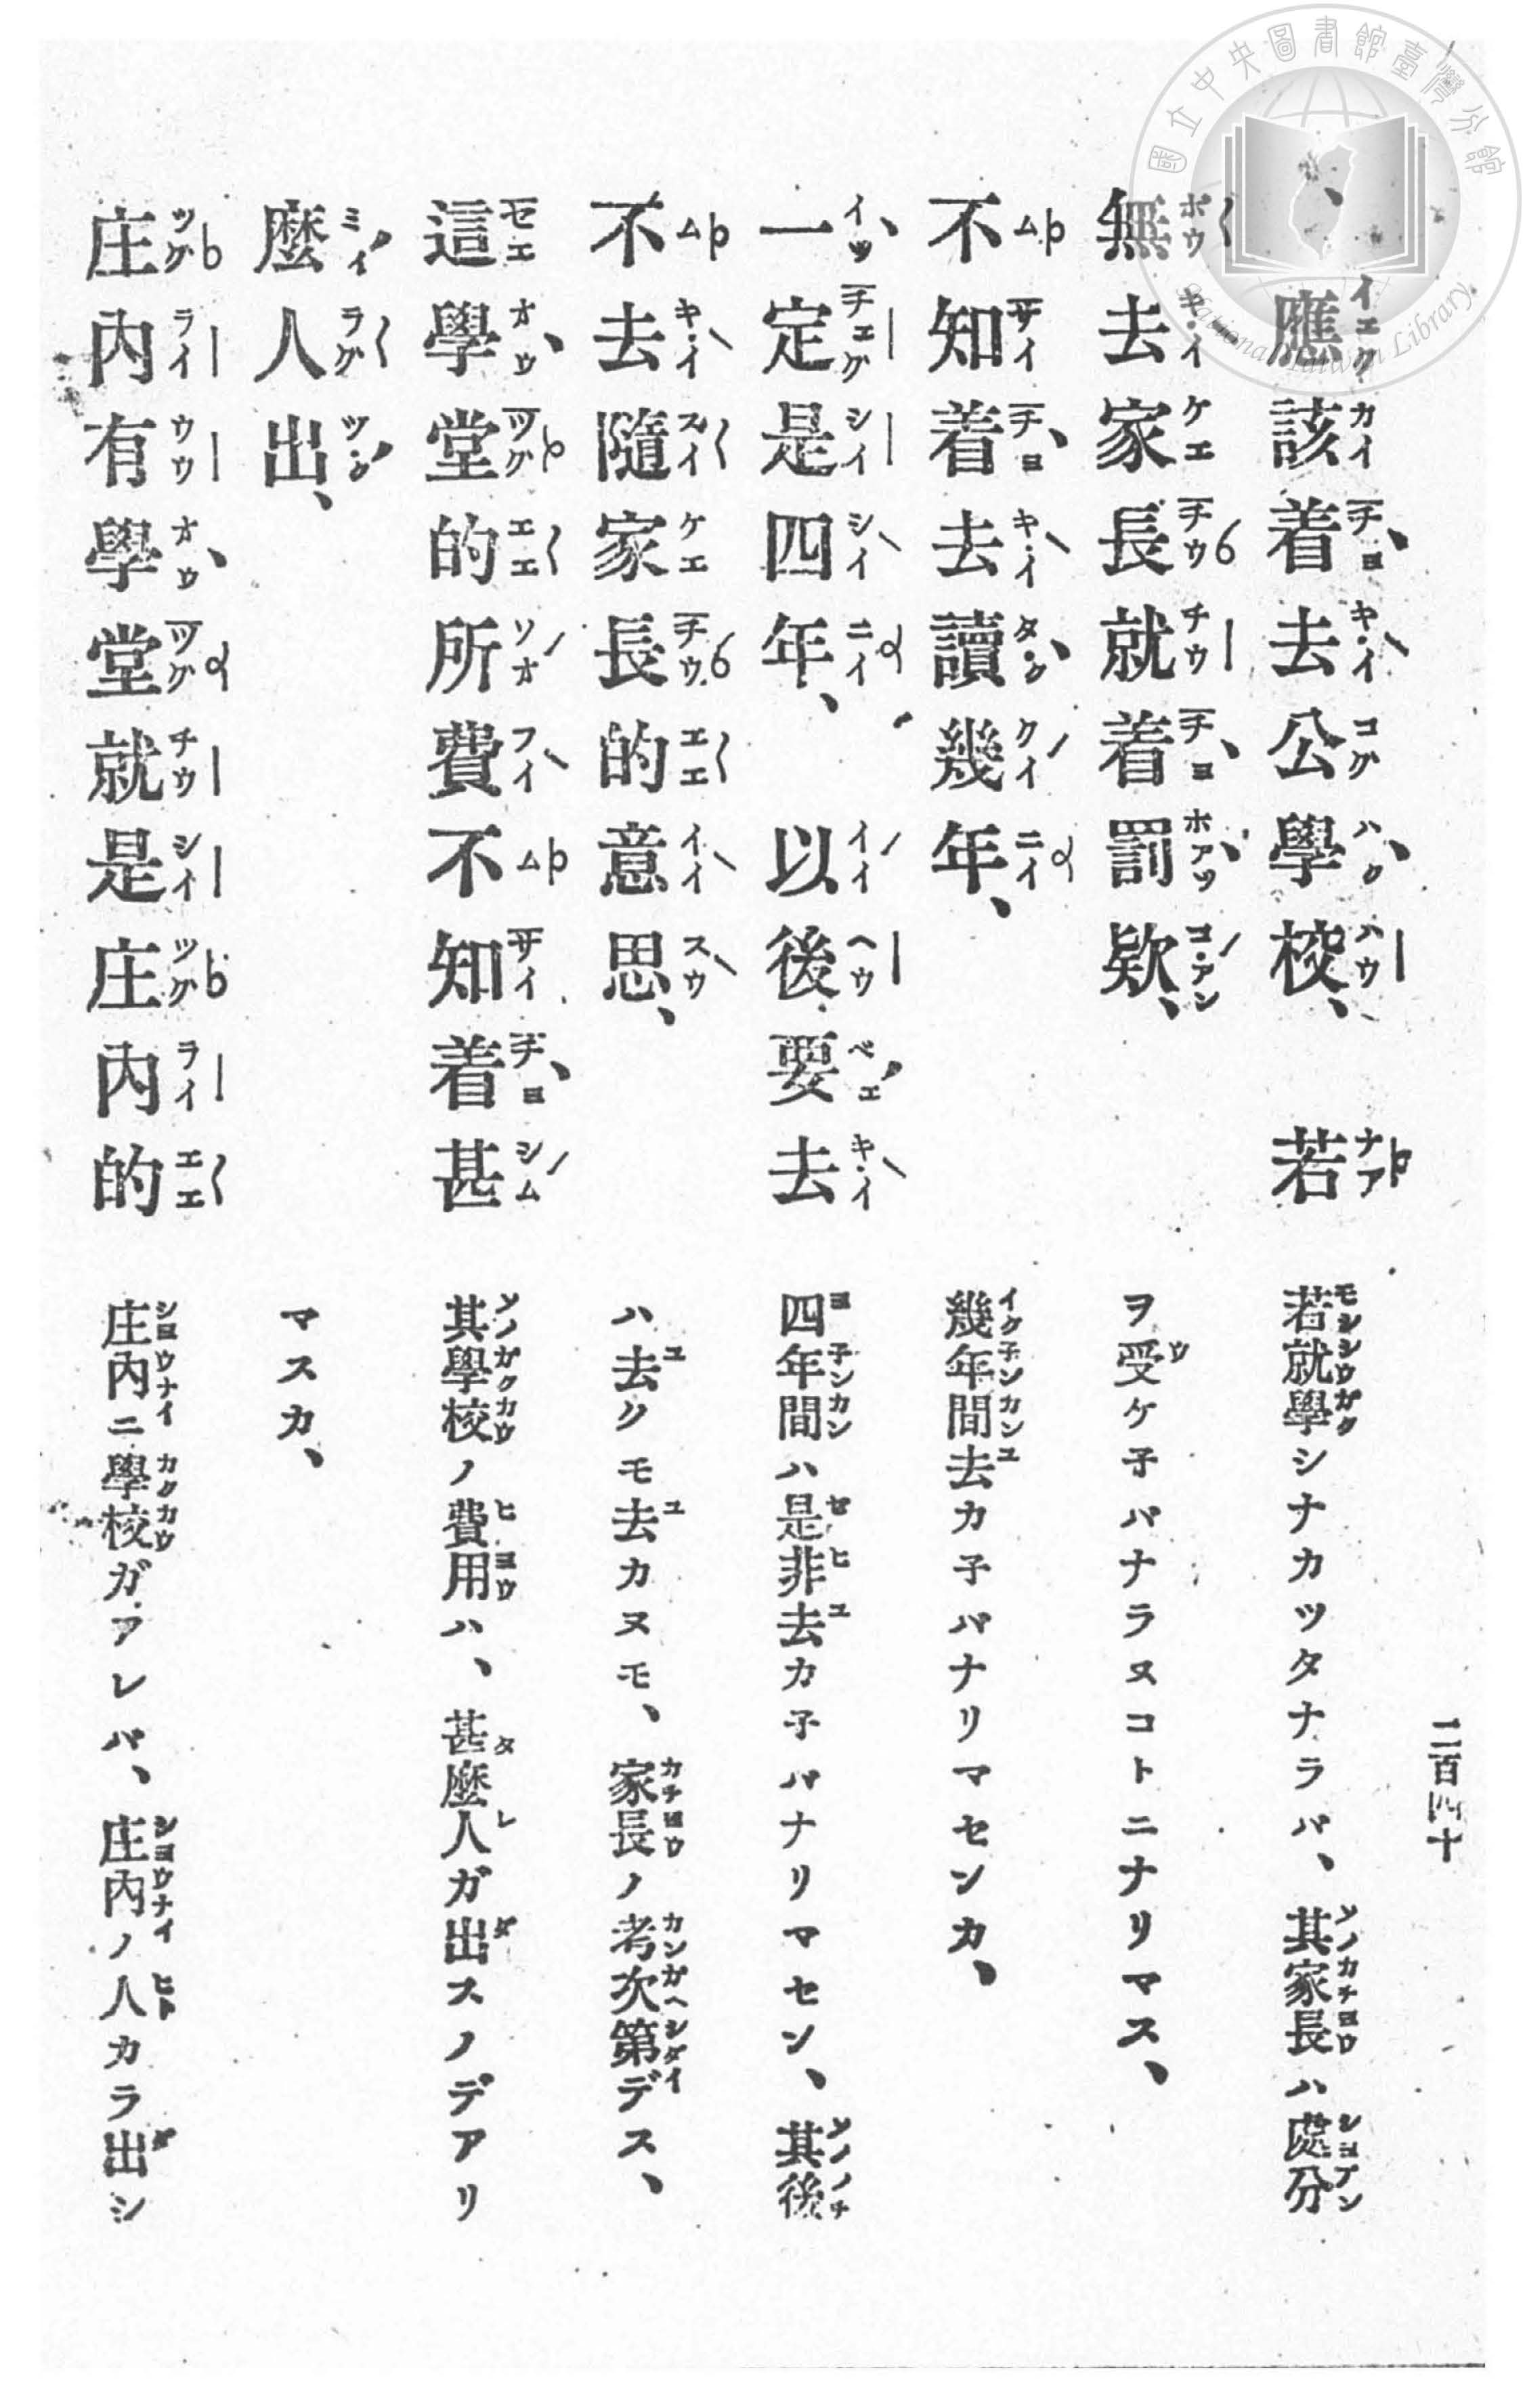 二百四十
應該着去公學校、若
無去家長就着罰欵、
不知着去讀幾年、
一定是四年、以後要去
不去隨家長的意思、
這學堂的所費不知着甚
麼人出、
庄內有學堂就是庄內的
若就學シナカツタナラバ、其家長ハ處分
ヲ受ケ子バナラヌコトニナリマス、
幾年間去カ子バナリマセンカ、
四年間ハ是非去カ子バナリマセン、其後
ハ去クモ去カヌモ、家長ノ考次第デス、
其學校ノ費用ハ、甚麼人ガ出スノデアリ
マスカ、
庄內ニ學校ガアレバ、庄內ノ人カラ出シ
國立中央圖書館臺灣分館
National Taiwan Library